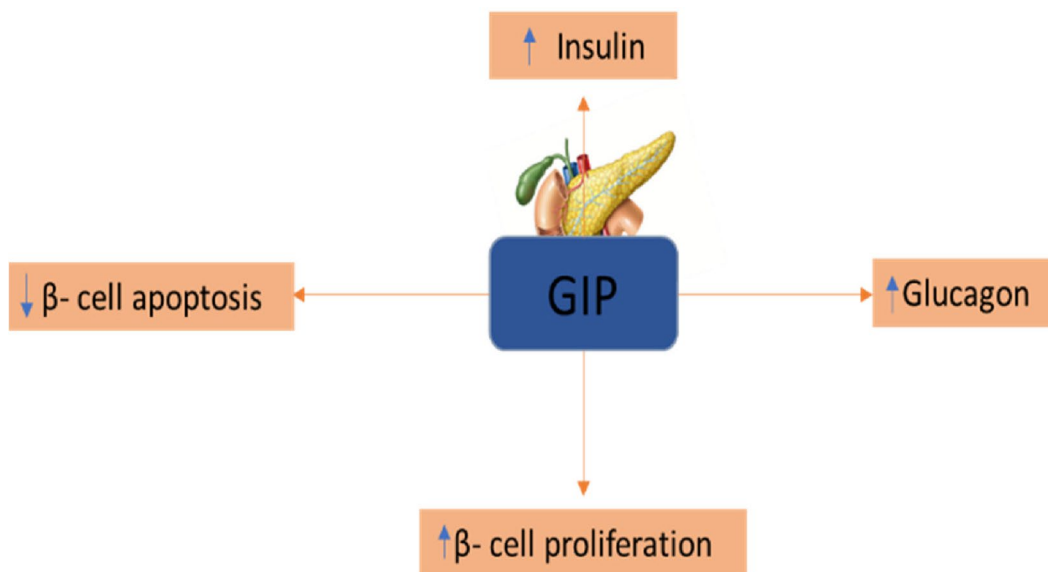 ↑ Insulin
↓ β- cell apoptosis
GIP
↑ Glucagon
↑ β- cell proliferation